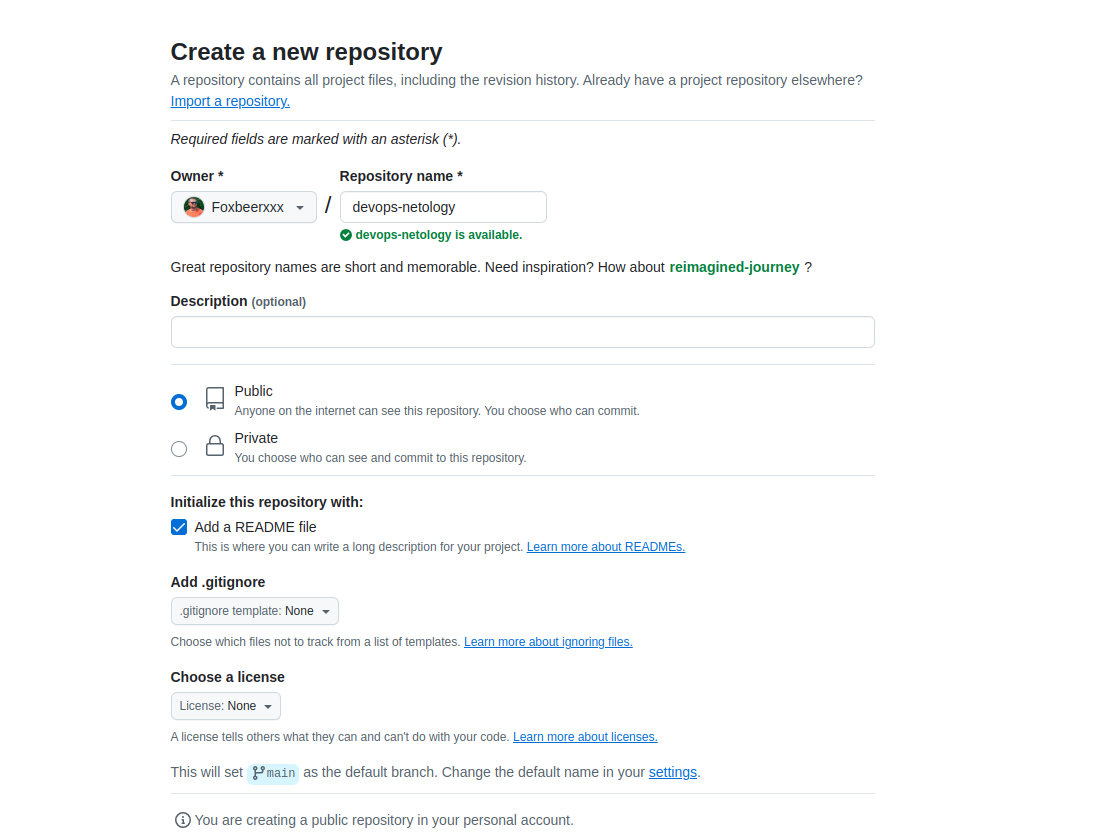 Create a new repository
A repository contains all project files, including the revision history. Already have a project repository elsewhere?
Import a repository.
Required fields are marked with an asterisk (*).
Owner * Repository name *
Foxbeerxxx / devops-netology
devops-netology is available.
Great repository names are short and memorable. Need inspiration? How about reimagined-journey ?
Description (optional)
Public
Anyone on the internet can see this repository. You choose who can commit.
Private
You choose who can see and commit to this repository.
Initialize this repository with:
Add a README file
This is where you can write a long description for your project. Learn more about READMEs.
Add .gitignore
.gitignore template: None
Choose which files not to track from a list of templates. Learn more about ignoring files.
Choose a license
License: None
A license tells others what they can and can't do with your code. Learn more about licenses.
This will set main as the default branch. Change the default name in your settings.
You are creating a public repository in your personal account.